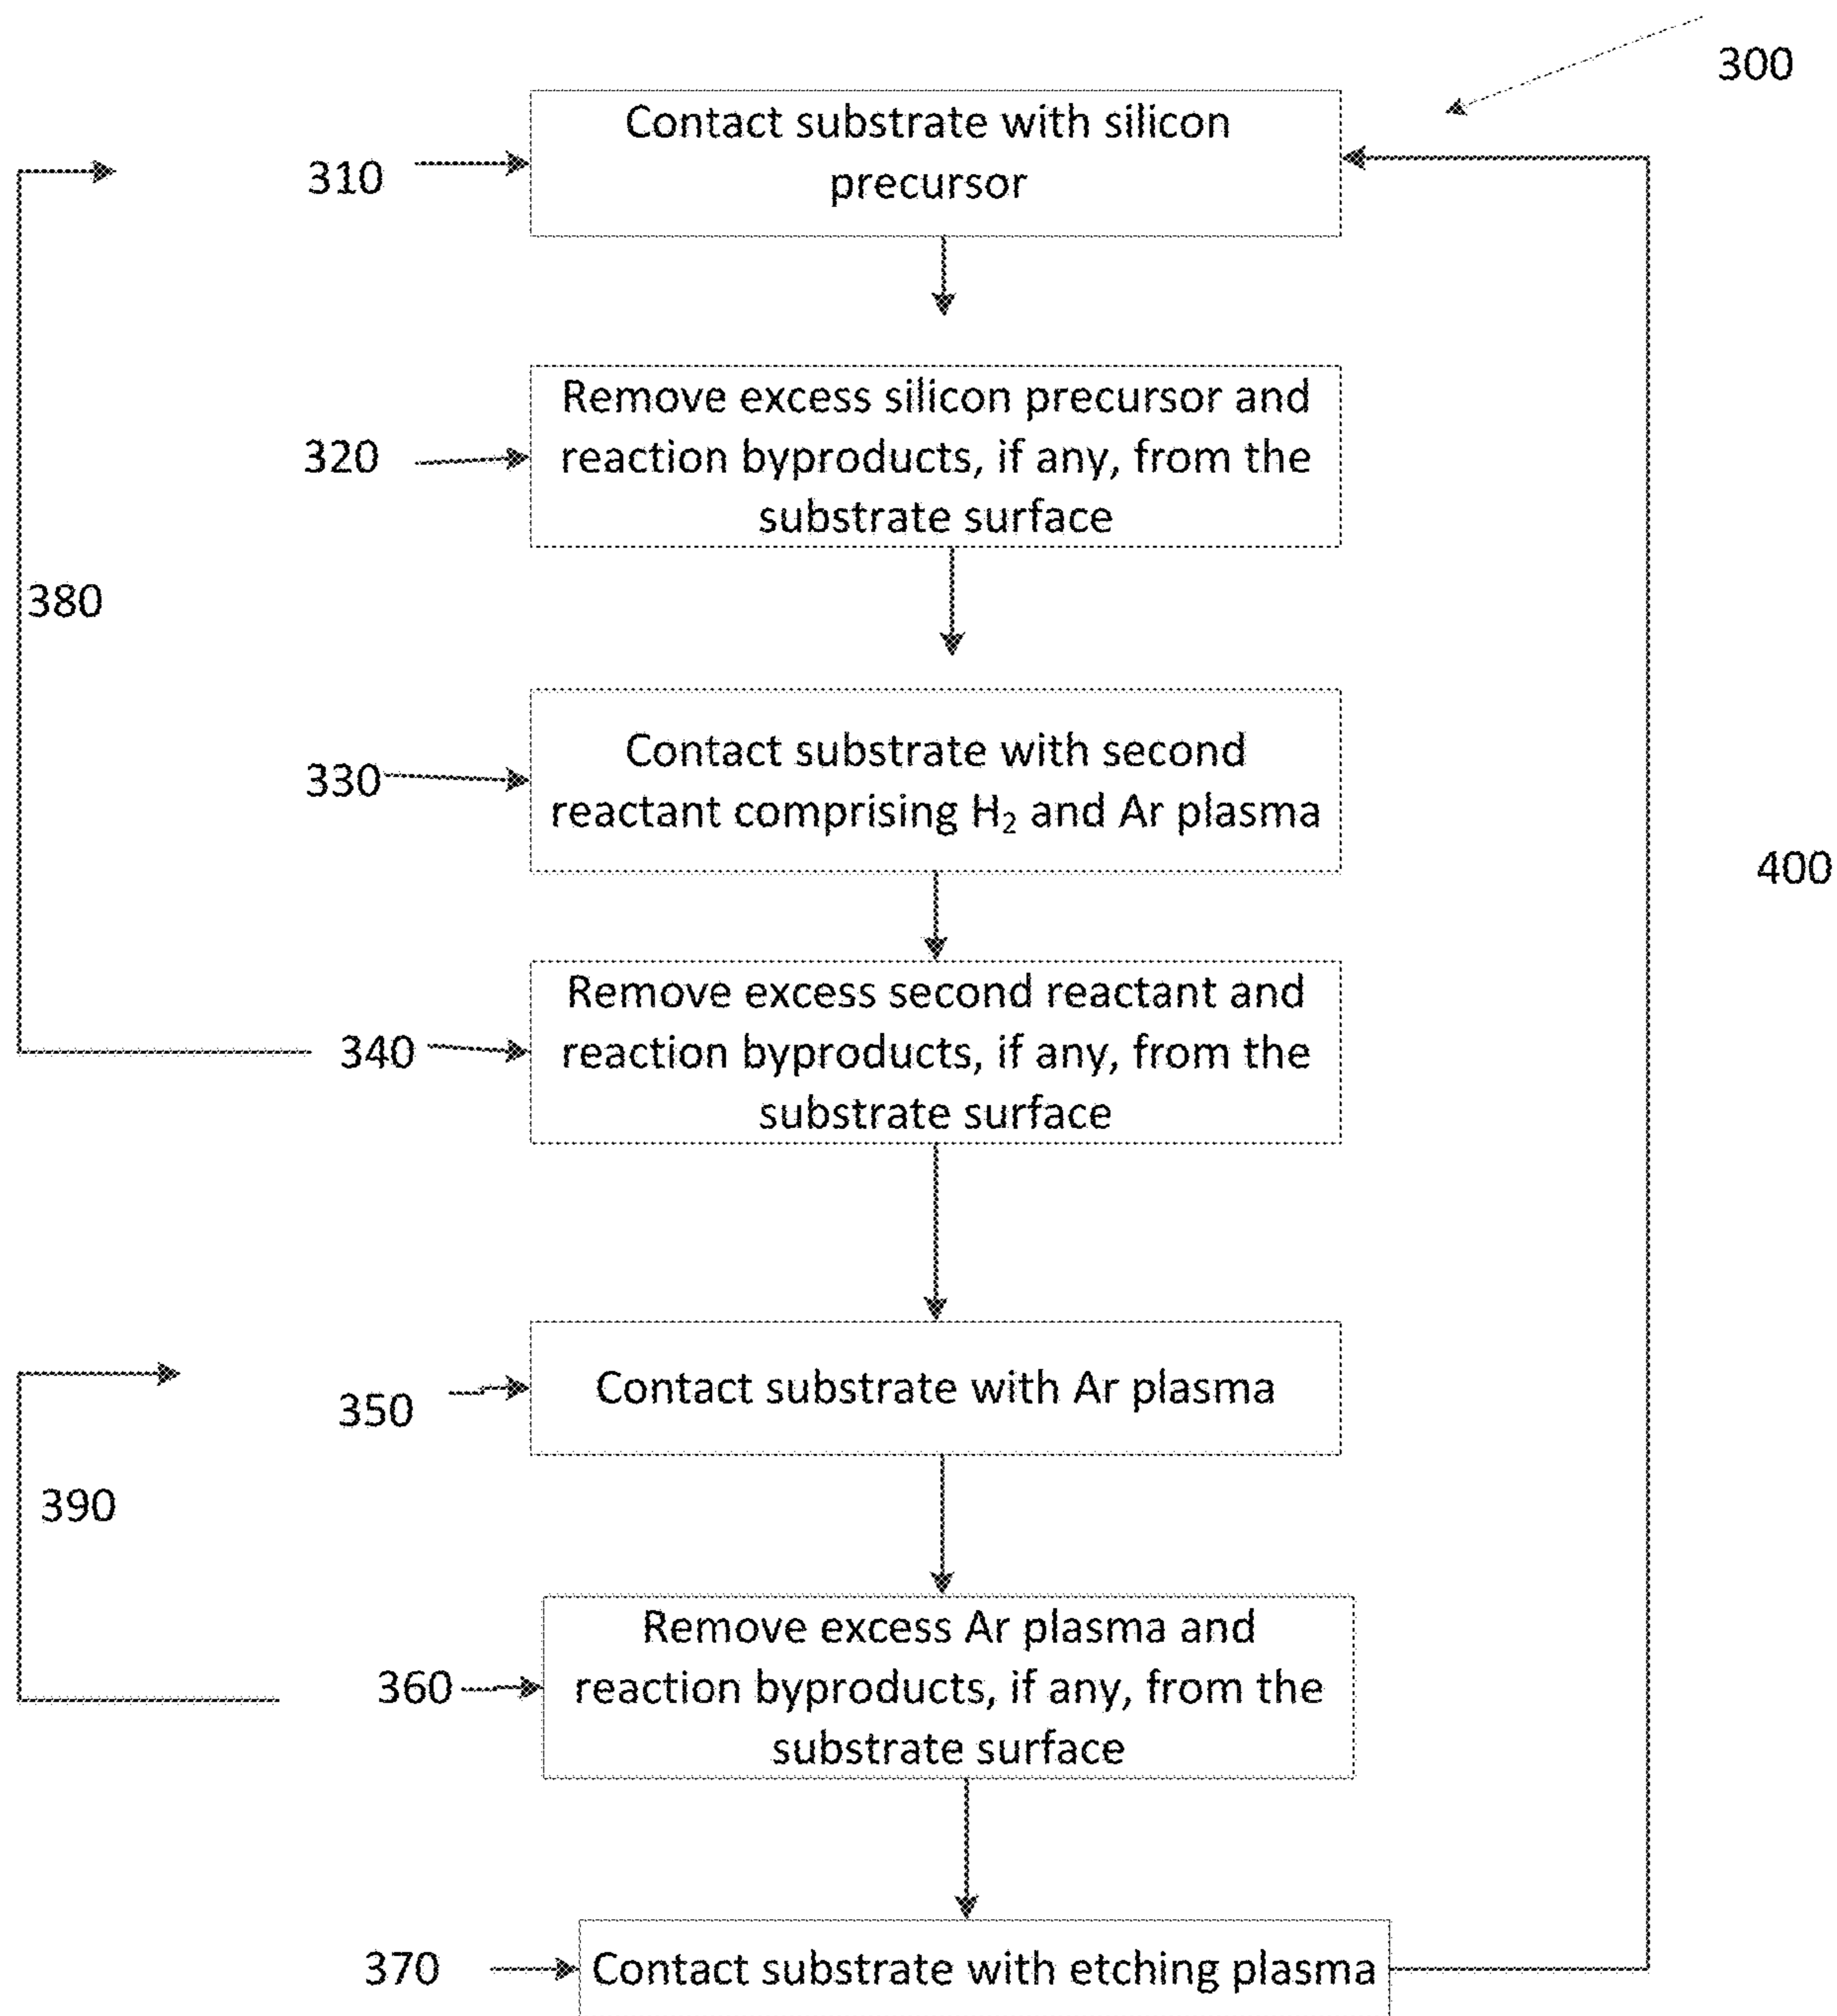 300
Contact substrate with silicon
precursor
310
Remove excess silicon precursor and
reaction byproducts, if any, from the
substrate surface
320
380
Contact substrate with second
reactant comprising H₂ and Ar plasma
330
400
Remove excess second reactant and
reaction byproducts, if any, from the
substrate surface
340
Contact substrate with Ar plasma
350
390
Remove excess Ar plasma and
reaction byproducts, if any, from the
substrate surface
360
Contact substrate with etching plasma
370